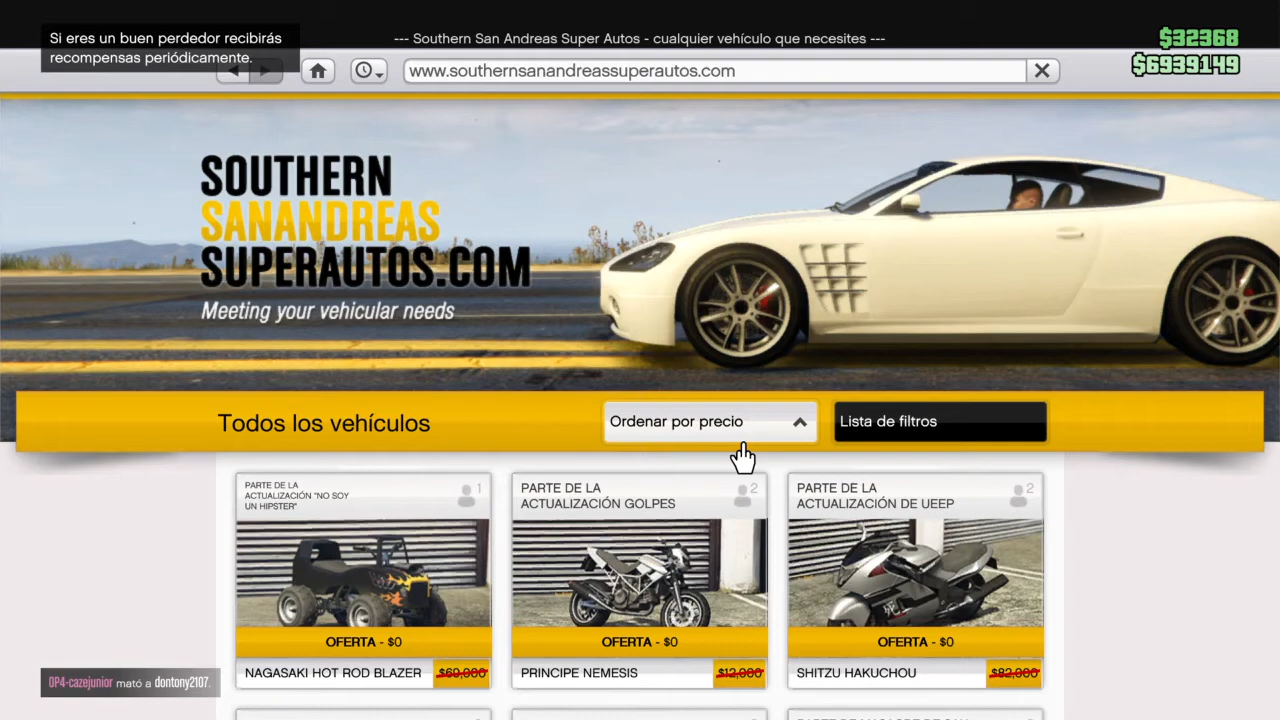 Si eres un buen perdedor recibirás
recompensas periódicamente.
--- Southern San Andreas Super Autos - cualquier vehículo que necesites ---
$32368
$6939149
www.southernsanandreassuperautos.com
SOUTHERN
SANANDREAS
SUPERAUTOS.COM
Meeting your vehicular needs
Todos los vehículos
Ordenar por precio
Lista de filtros
PARTE DE LA
ACTUALIZACIÓN "NO SOY
UN HIPSTER"
1
OFERTA - $0
NAGASAKI HOT ROD BLAZER
$69,000
PARTE DE LA
ACTUALIZACIÓN GOLPES
2
OFERTA - $0
PRINCIPE NEMESIS
$12,000
PARTE DE LA
ACTUALIZACIÓN DE UEEP
2
OFERTA - $0
SHITZU HAKUCHOU
$82,000
OP4-cazejunior mató a dontony2107.